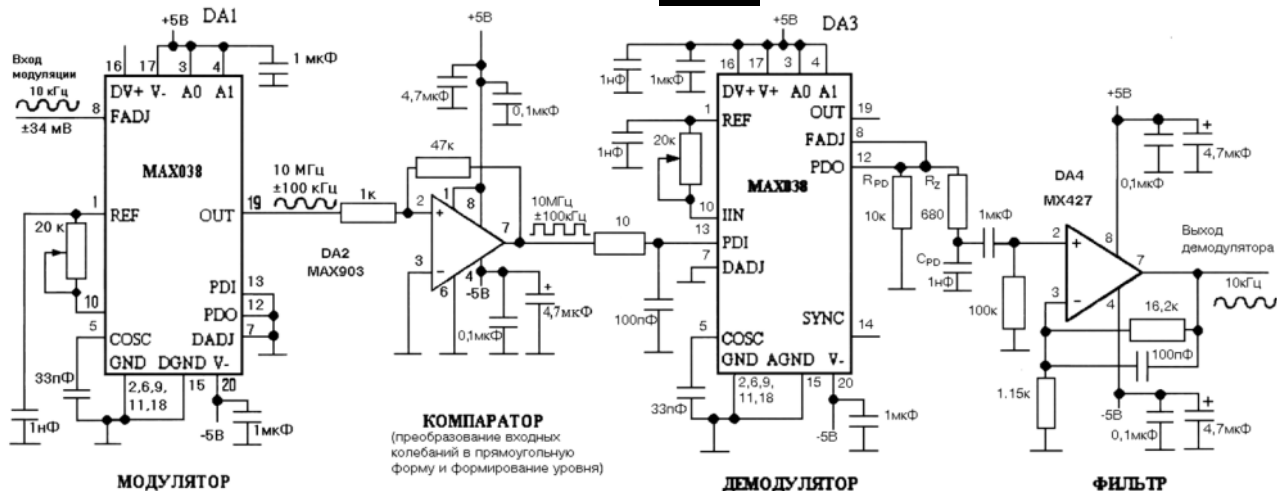 +5В
DA1
Вход
модуляции
10 кГц
±34 мВ
16
17
3
4
1 мкФ
DV+
V-
A0
A1
8
FADJ
MAX038
1
REF
20 к
19
OUT
10
PDI
13
PDO
12
DADJ
7
5
COSC
GND
DGND
V-
33пФ
2,6,9,
11,18
15
20
-5В
1мкФ
1нФ
МОДУЛЯТОР
10 МГц
±100 кГц
1к
47к
+5В
4,7мкФ
0,1мкФ
2
+
1
8
7
3
−
4
6
-5В
+
DA2
MAX903
0,1мкФ
4,7мкФ
КОМПАРАТОР
(преобразование входных
колебаний в прямоугольную
форму и формирование уровня)
10МГц
±100кГц
10
100пФ
+5В
DA3
1нФ
1мкФ
16
17
3
4
DV+
V+
A0
A1
1
REF
OUT
19
FADJ
8
PDO
12
1нФ
20к
MAX038
10
IIN
13
PDI
7
DADJ
SYNC
14
5
COSC
GND
AGND
V-
33пФ
2,6,9,
11,18
15
20
-5В
1мкФ
ДЕМОДУЛЯТОР
RPD
10к
RZ
680
CPD
1нФ
1мкФ
100к
+5В
+
0,1мкФ
4,7мкФ
DA4
MX427
2
+
8
7
3
−
4
Выход
демодулятора
10кГц
16,2к
100пФ
1.15к
-5В
+
0,1мкФ
4,7мкФ
ФИЛЬТР